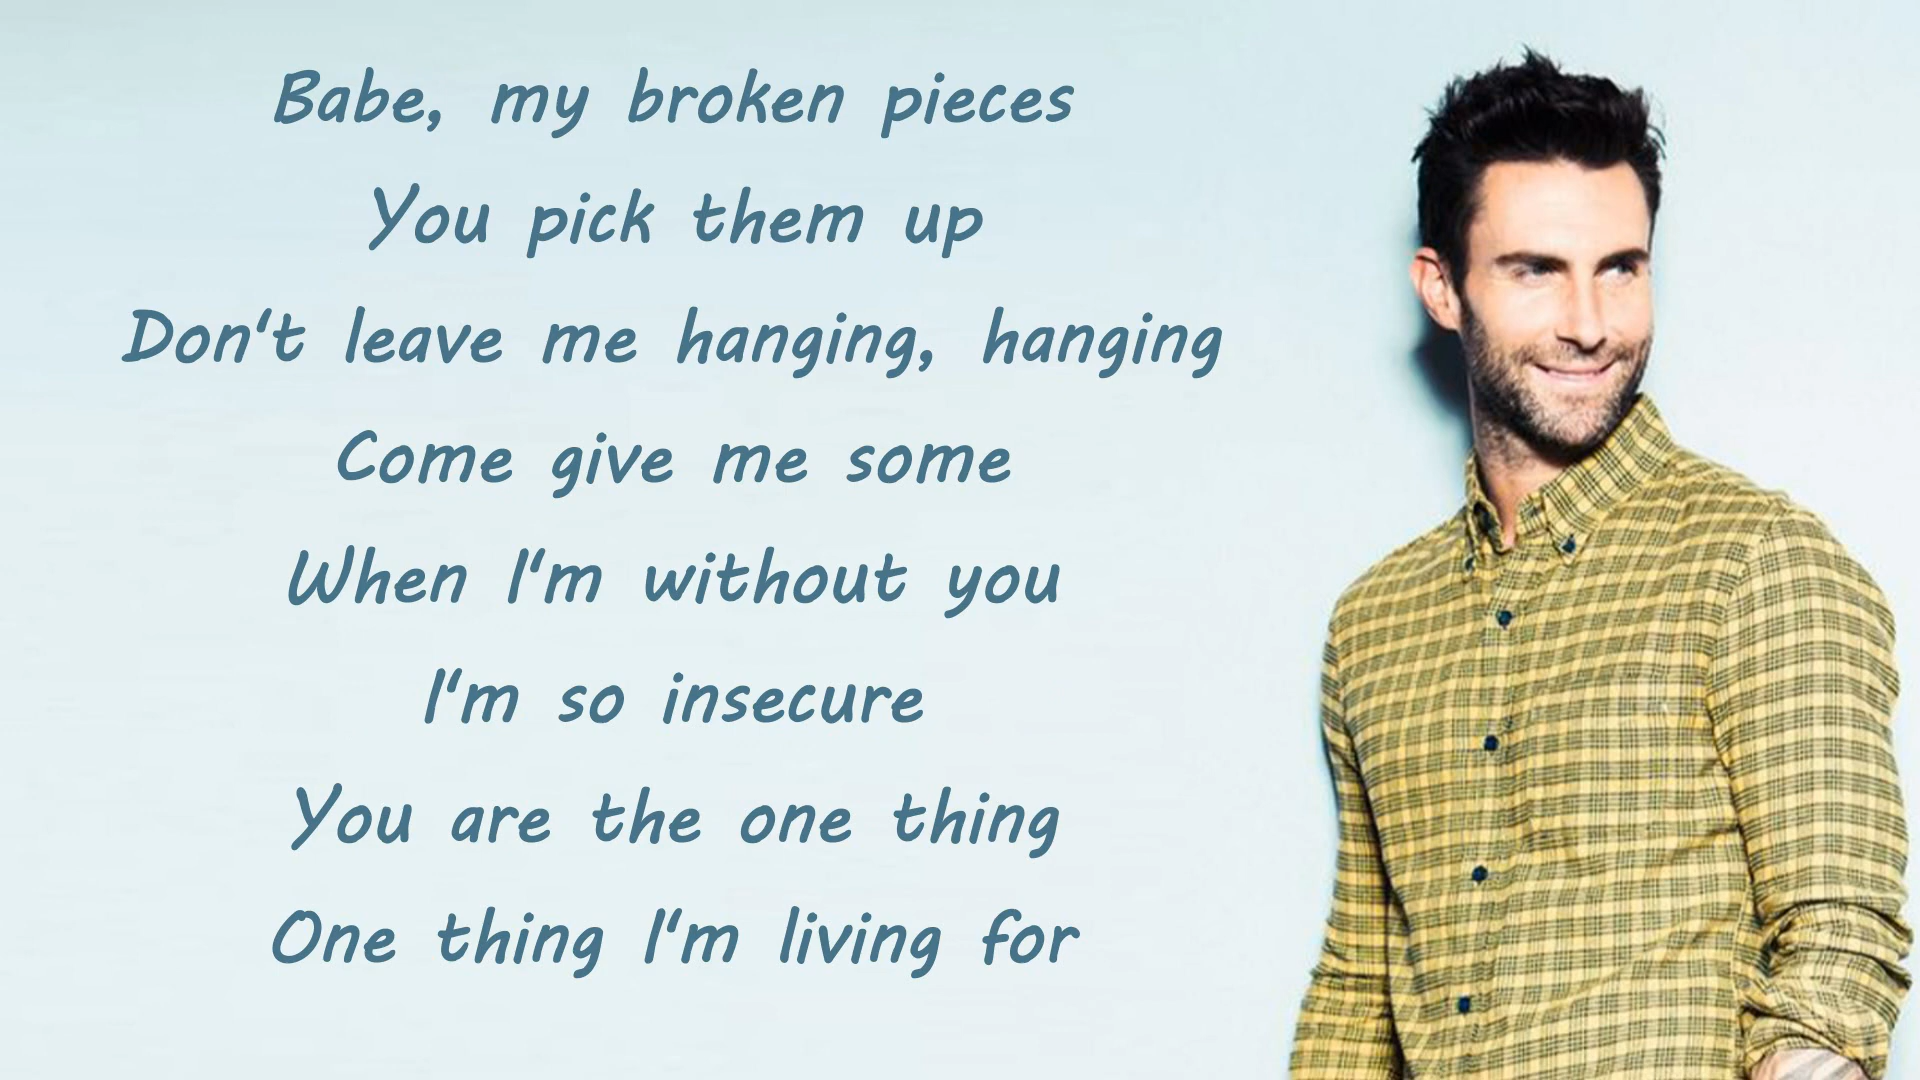 Babe, my broken pieces
You pick them up
Don't leave me hanging, hanging
Come give me some
When I'm without you
I'm so insecure
You are the one thing
One thing I'm living for